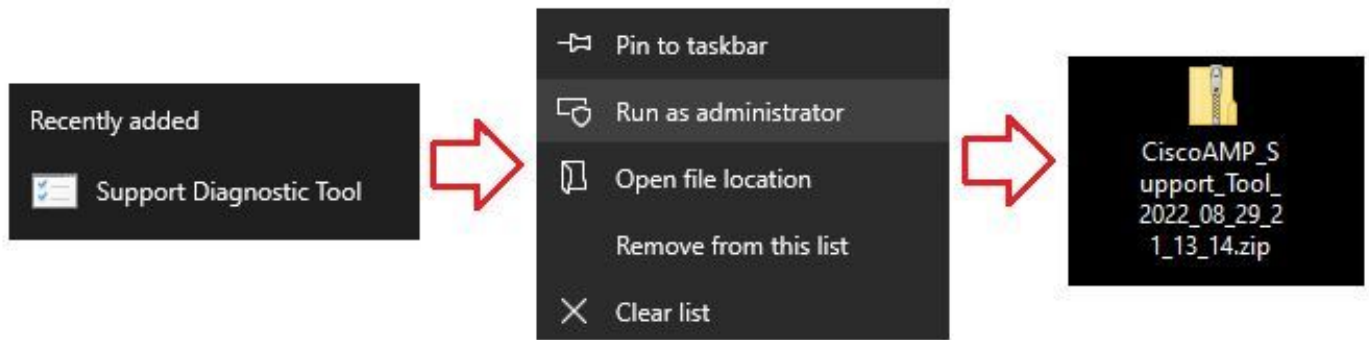 Recently added
Support Diagnostic Tool
Pin to taskbar
Run as administrator
Open file location
Remove from this list
Clear list
CiscoAMP_S
upport_Tool_
2022_08_29_2
1_13_14.zip